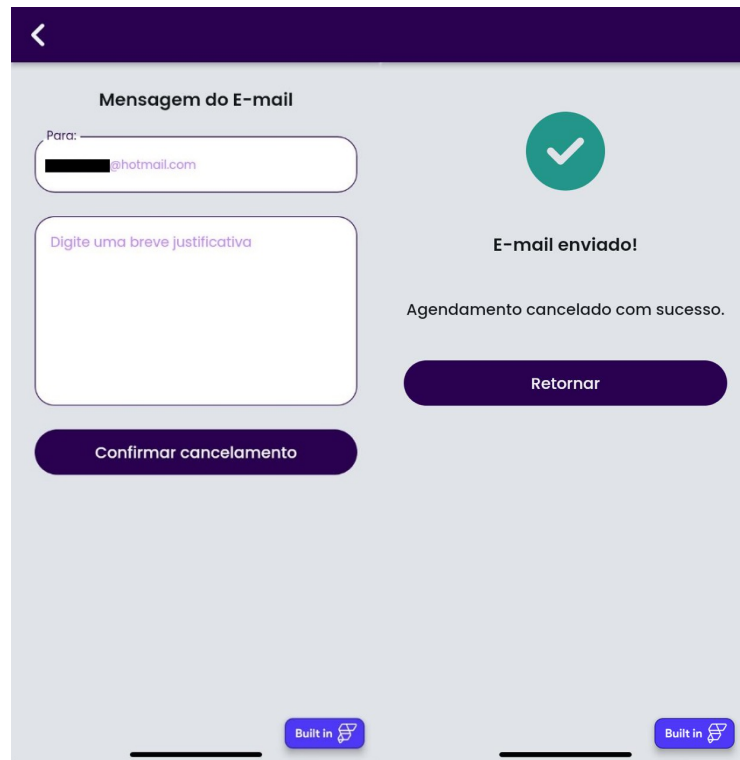 Mensagem do E-mail
Para:
@hotmail.com
Digite uma breve justificativa
Confirmar cancelamento
Built in
E-mail enviado!
Agendamento cancelado com sucesso.
Retornar
Built in